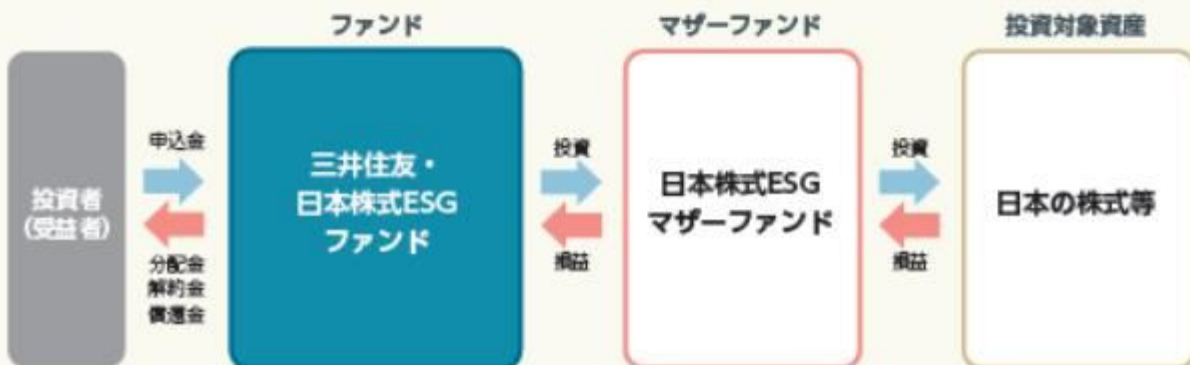 ファンド
マザーファンド
投資対象資産
投資者
(受益者)
申込金
分配金
解約金
償還金
三井住友・
日本株式ESG
ファンド
投資
損益
日本株式ESG
マザーファンド
投資
損益
日本の株式等